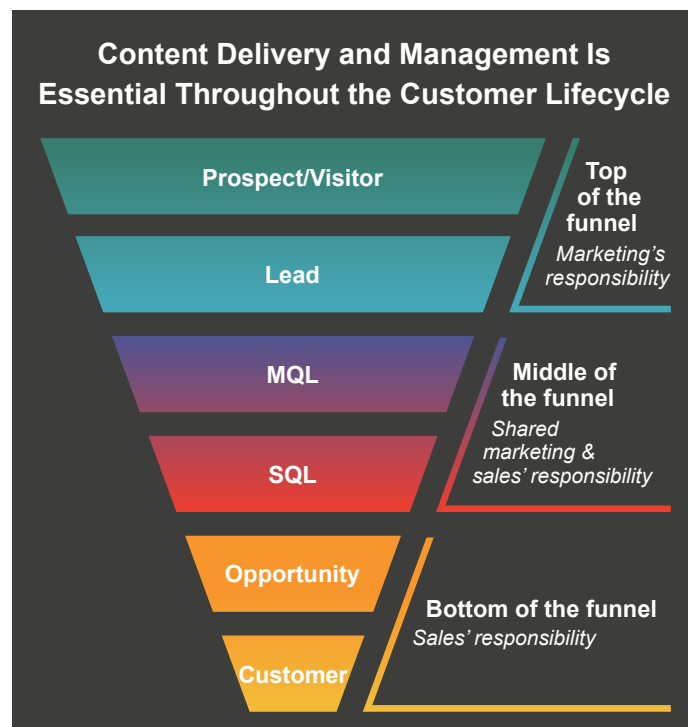 Content Delivery and Management Is
Essential Throughout the Customer Lifecycle
Prospect/Visitor
Top
of the
funnel
Marketing's
responsibility
Lead
MQL
Middle of
the funnel
Shared
marketing &
sales' responsibility
SQL
Opportunity
Bottom of the funnel
Sales' responsibility
Customer